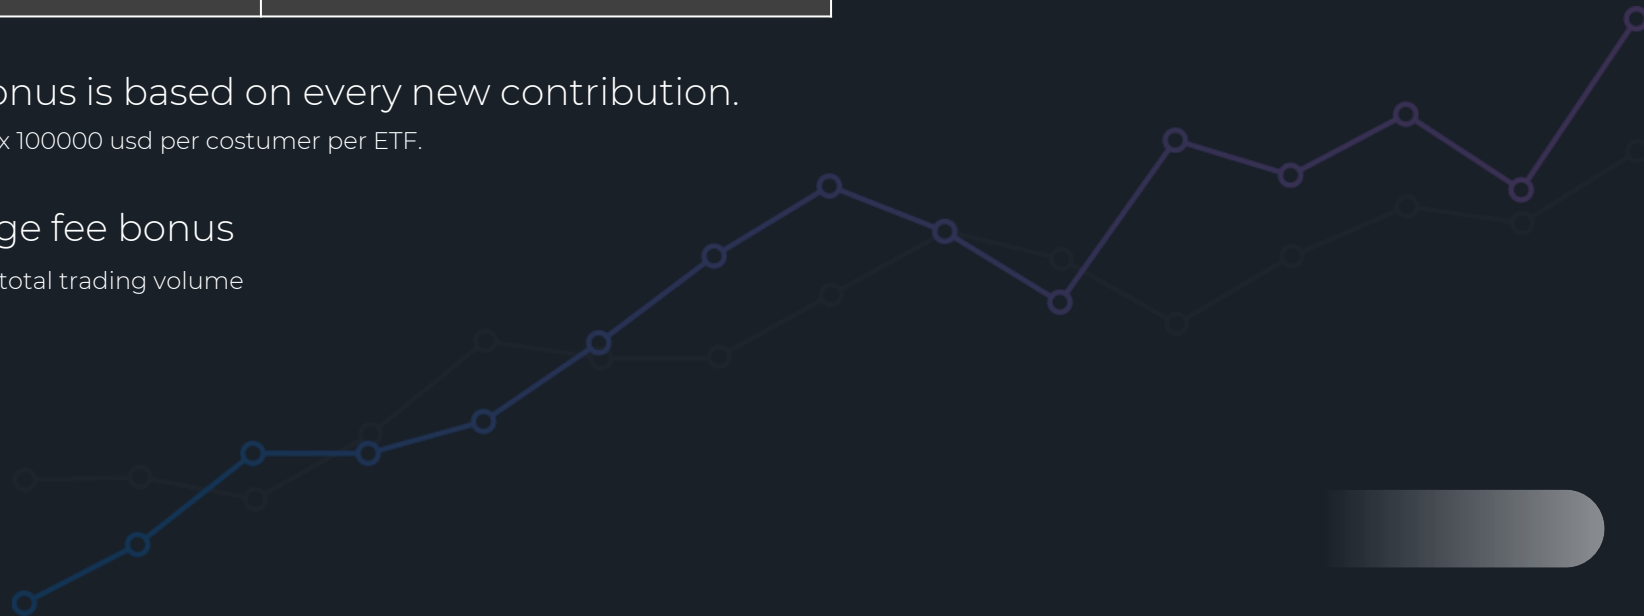 onus is based on every new contribution.
x 100000 usd per costumer per ETF.
ge fee bonus
total trading volume